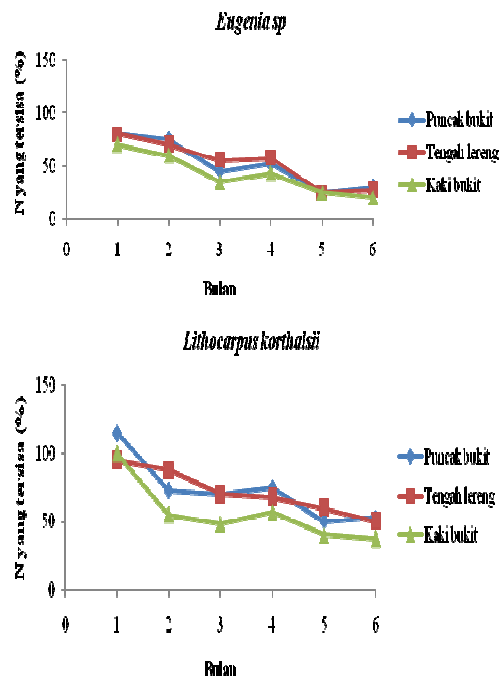 Eugenia sp
N yang tersisa (%)
150
100
50
0
0 1 2 3 4 5 6
Bulan
Puncak bukit
Tengah lereng
Kaki bukit
Lithocarpus korthalsii
N yang tersisa (%)
150
100
50
0
0 1 2 3 4 5 6
Bulan
Puncak bukit
Tengah lereng
Kaki bukit